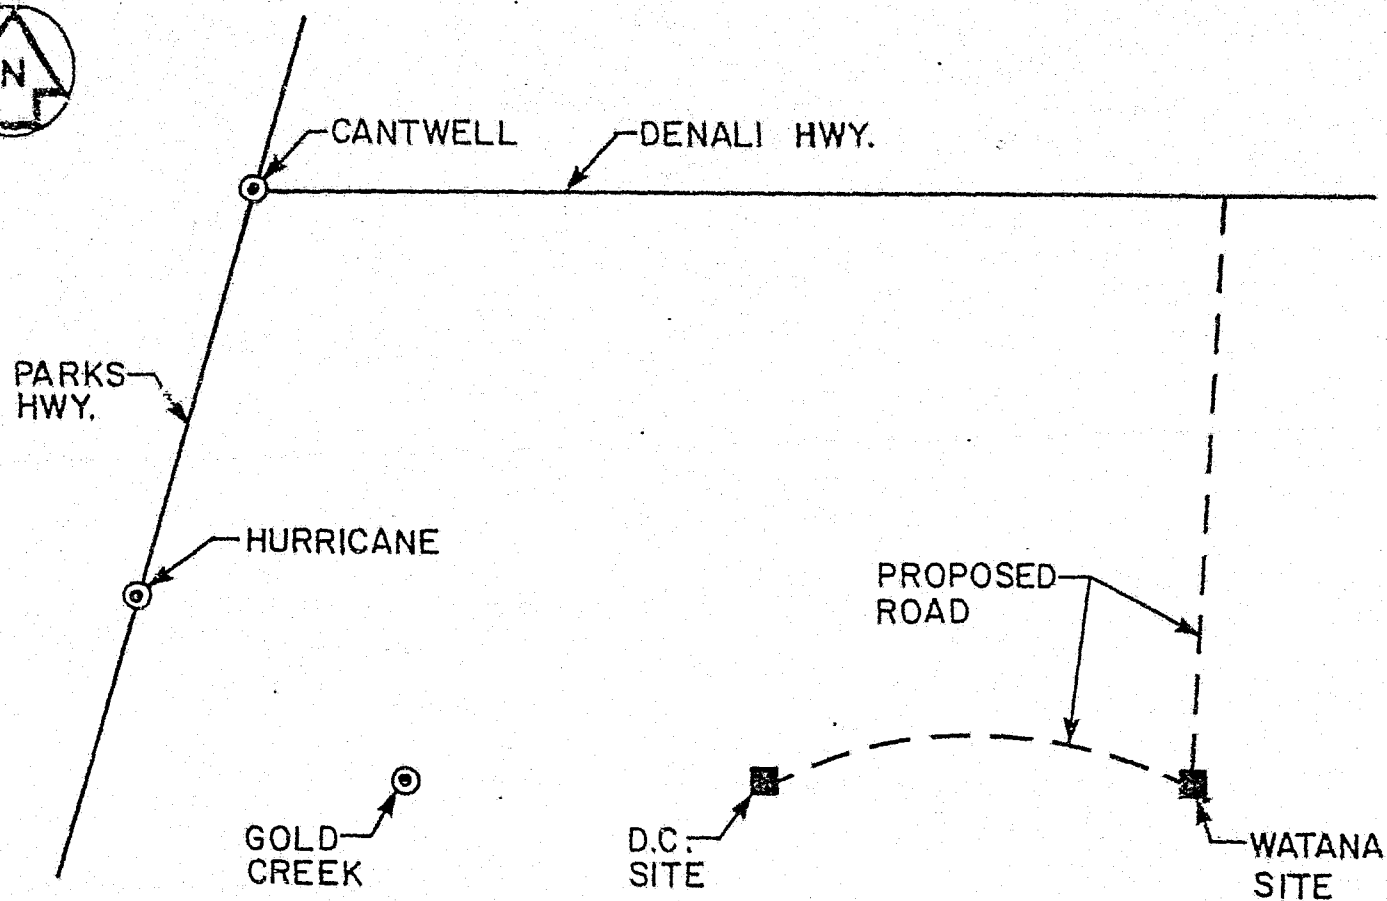 N
CANTWELL
DENALI HWY.
PARKS
HWY.
HURRICANE
PROPOSED
ROAD
GOLD
CREEK
D.C.
SITE
WATANA
SITE